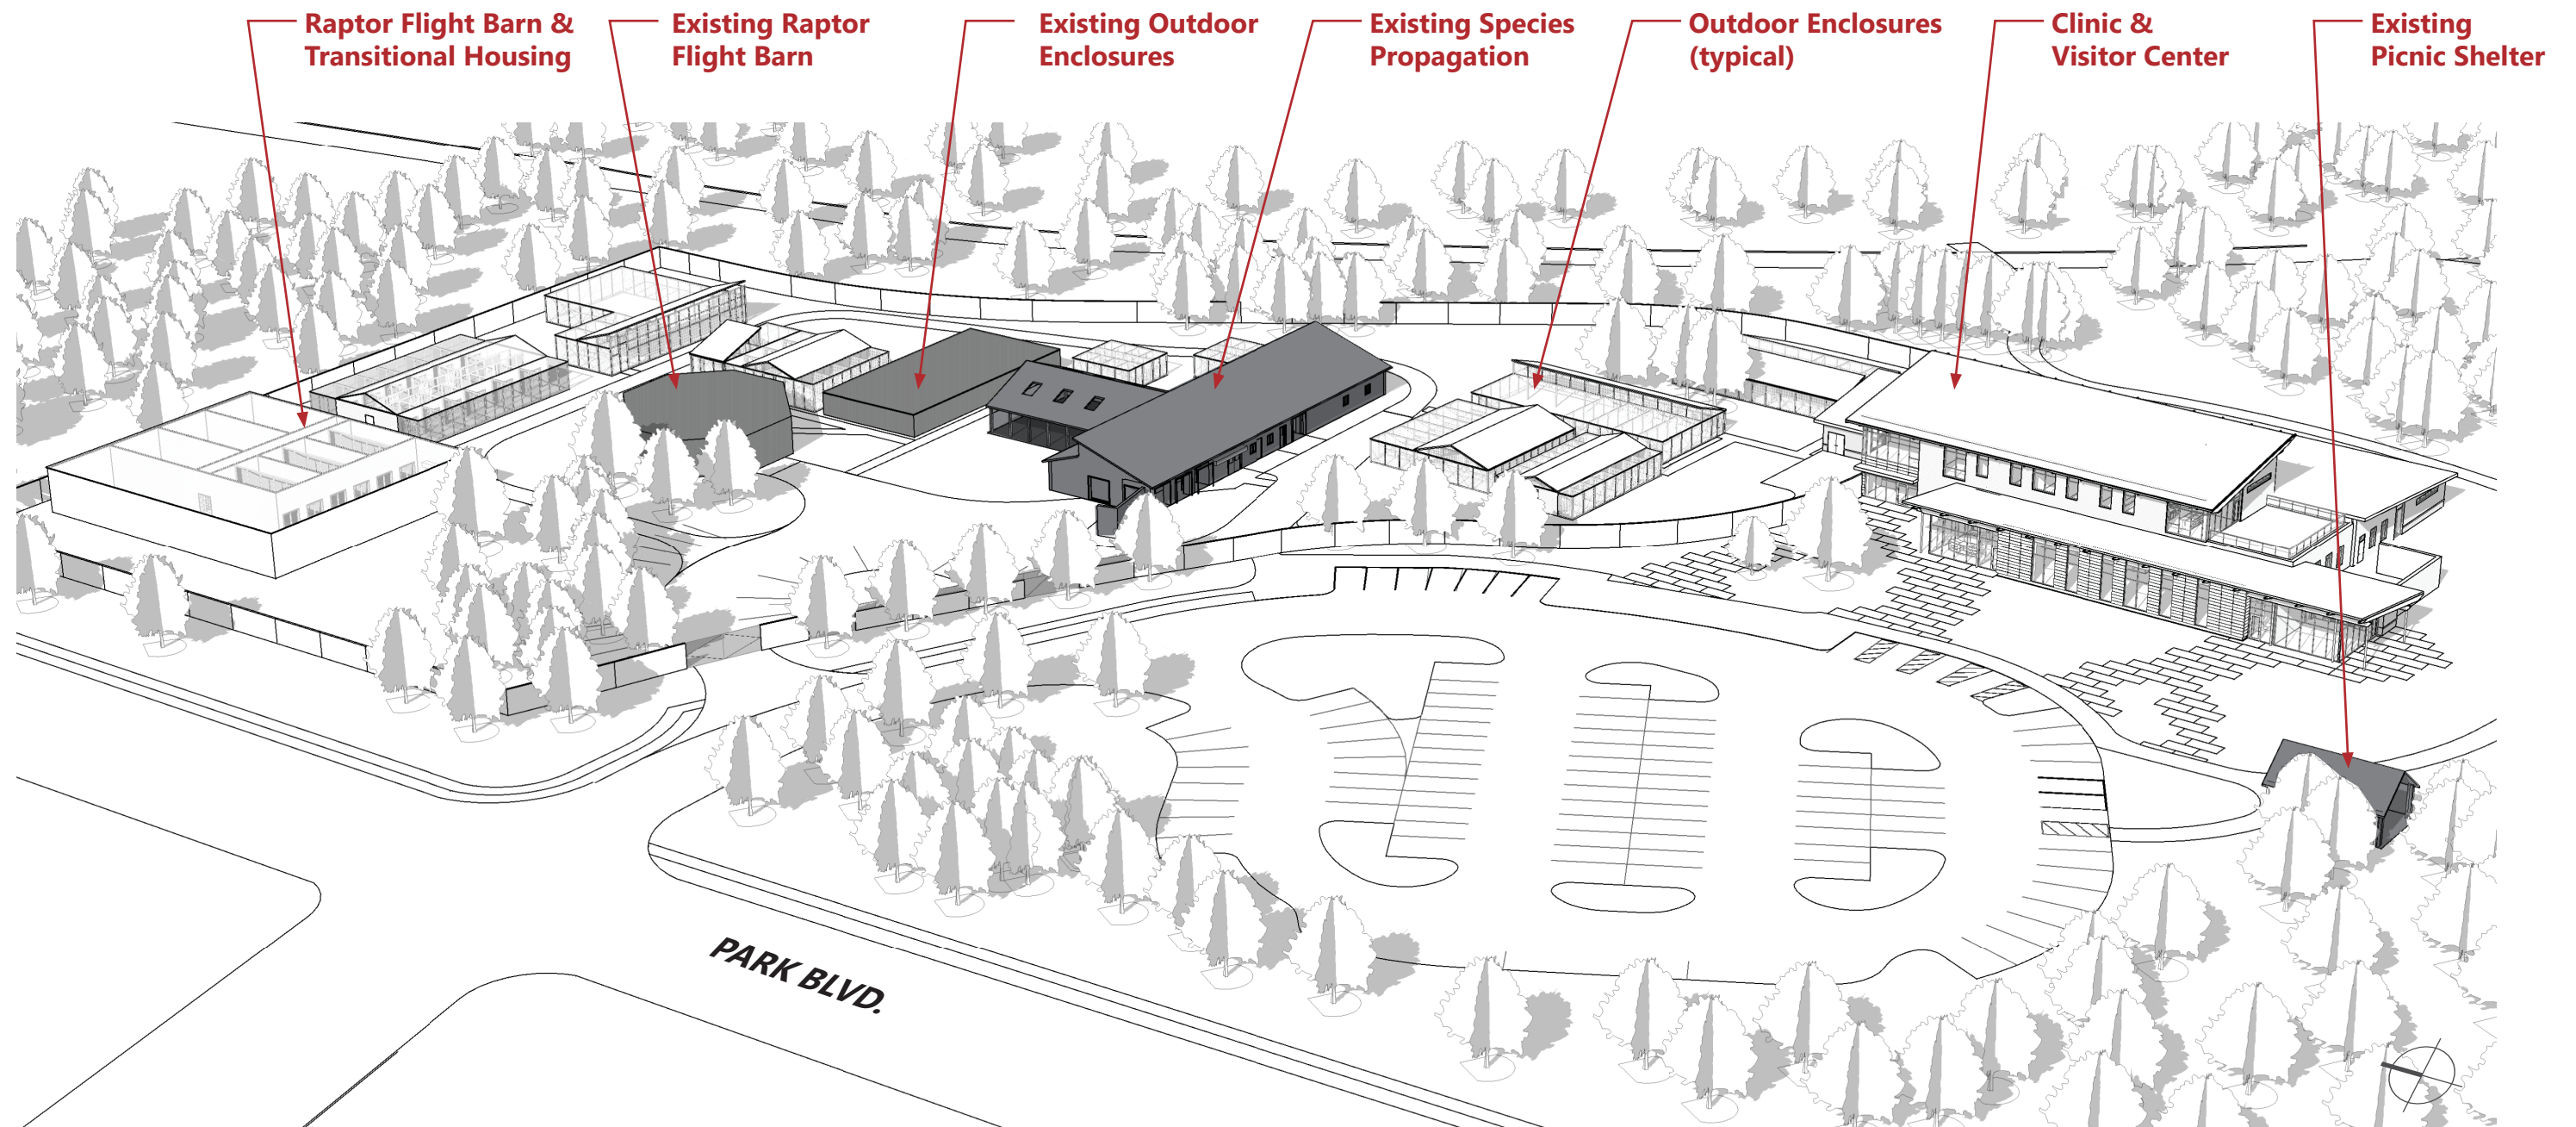 Raptor Flight Barn &
Transitional Housing
Existing Raptor
Flight Barn
Existing Outdoor
Enclosures
Existing Species
Propagation
Outdoor Enclosures
(typical)
Clinic &
Visitor Center
Existing
Picnic Shelter
PARK BLVD.